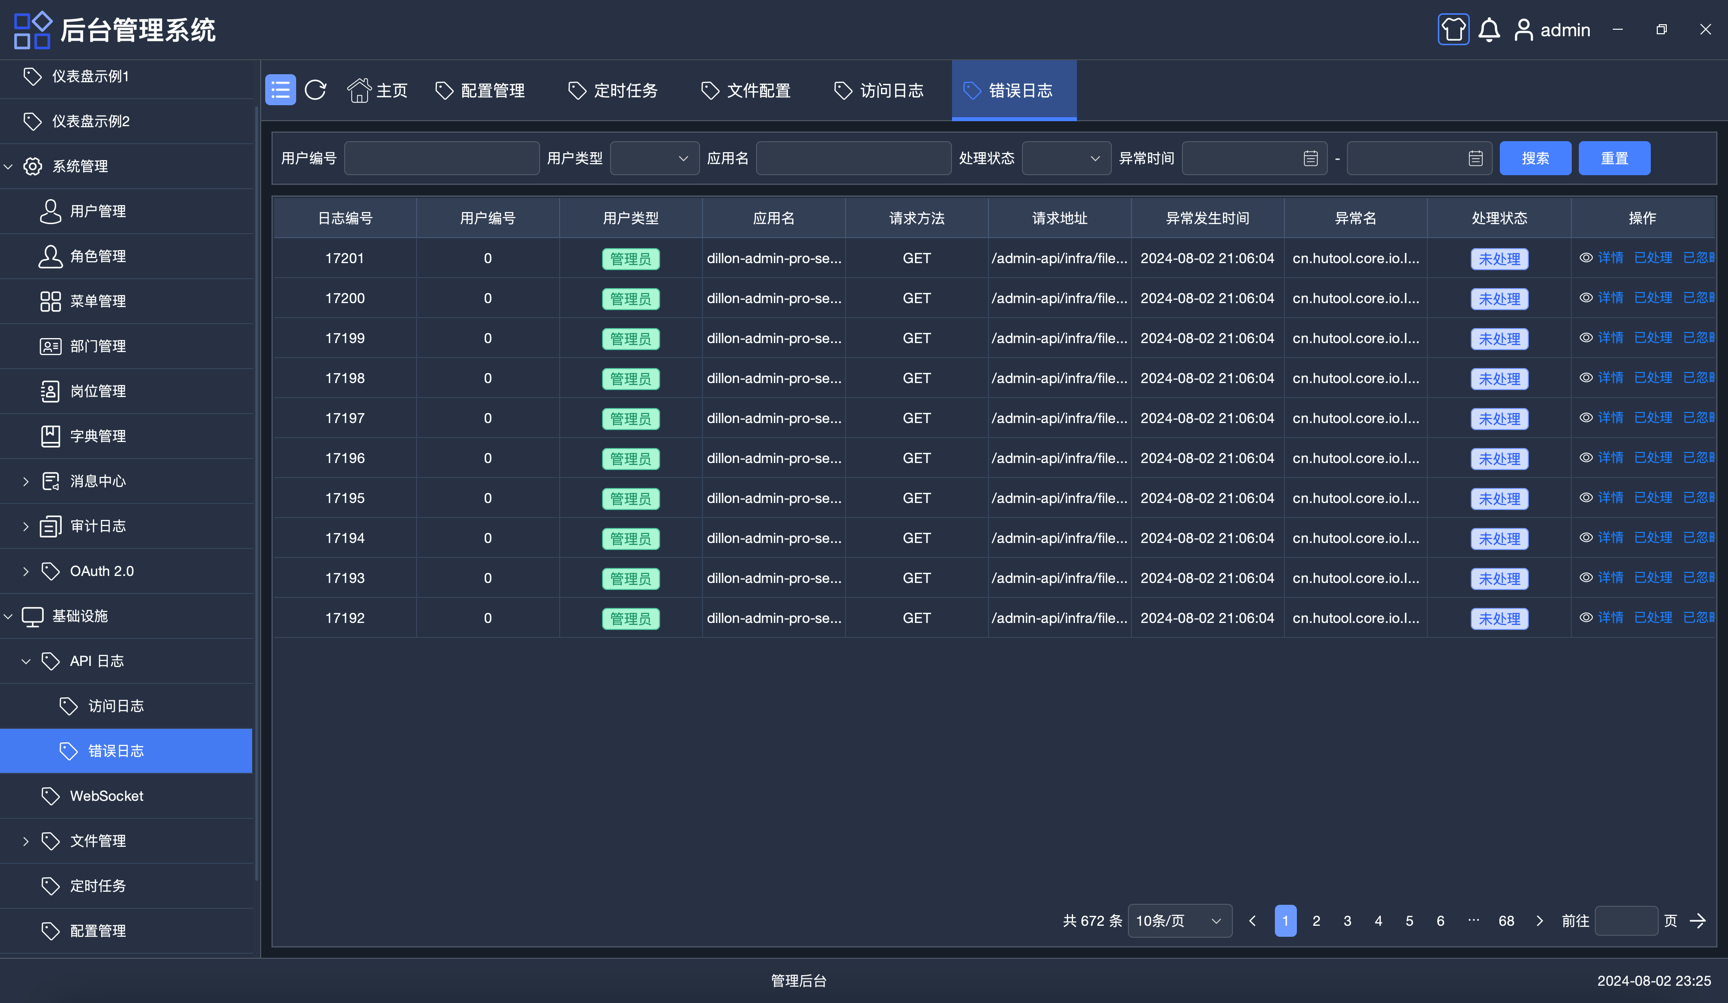 后台管理系统
admin
仪表盘示例1
仪表盘示例2
系统管理
用户管理
角色管理
菜单管理
部门管理
岗位管理
字典管理
消息中心
审计日志
OAuth 2.0
基础设施
API 日志
访问日志
错误日志
WebSocket
文件管理
定时任务
配置管理
主页 配置管理 定时任务 文件配置 访问日志 错误日志
用户编号 用户类型 应用名 处理状态 异常时间 - 搜索 重置
日志编号 用户编号 用户类型 应用名 请求方法 请求地址 异常发生时间 异常名 处理状态 操作
17201 0 管理员 dillon-admin-pro-se... GET /admin-api/infra/file... 2024-08-02 21:06:04 cn.hutool.core.io.I... 未处理 详情 已处理 已忽
17200 0 管理员 dillon-admin-pro-se... GET /admin-api/infra/file... 2024-08-02 21:06:04 cn.hutool.core.io.I... 未处理 详情 已处理 已忽
17199 0 管理员 dillon-admin-pro-se... GET /admin-api/infra/file... 2024-08-02 21:06:04 cn.hutool.core.io.I... 未处理 详情 已处理 已忽
17198 0 管理员 dillon-admin-pro-se... GET /admin-api/infra/file... 2024-08-02 21:06:04 cn.hutool.core.io.I... 未处理 详情 已处理 已忽
17197 0 管理员 dillon-admin-pro-se... GET /admin-api/infra/file... 2024-08-02 21:06:04 cn.hutool.core.io.I... 未处理 详情 已处理 已忽
17196 0 管理员 dillon-admin-pro-se... GET /admin-api/infra/file... 2024-08-02 21:06:04 cn.hutool.core.io.I... 未处理 详情 已处理 已忽
17195 0 管理员 dillon-admin-pro-se... GET /admin-api/infra/file... 2024-08-02 21:06:04 cn.hutool.core.io.I... 未处理 详情 已处理 已忽
17194 0 管理员 dillon-admin-pro-se... GET /admin-api/infra/file... 2024-08-02 21:06:04 cn.hutool.core.io.I... 未处理 详情 已处理 已忽
17193 0 管理员 dillon-admin-pro-se... GET /admin-api/infra/file... 2024-08-02 21:06:04 cn.hutool.core.io.I... 未处理 详情 已处理 已忽
17192 0 管理员 dillon-admin-pro-se... GET /admin-api/infra/file... 2024-08-02 21:06:04 cn.hutool.core.io.I... 未处理 详情 已处理 已忽
共 672 条 10条/页 1 2 3 4 5 6 ··· 68 前往 页
管理后台
2024-08-02 23:25